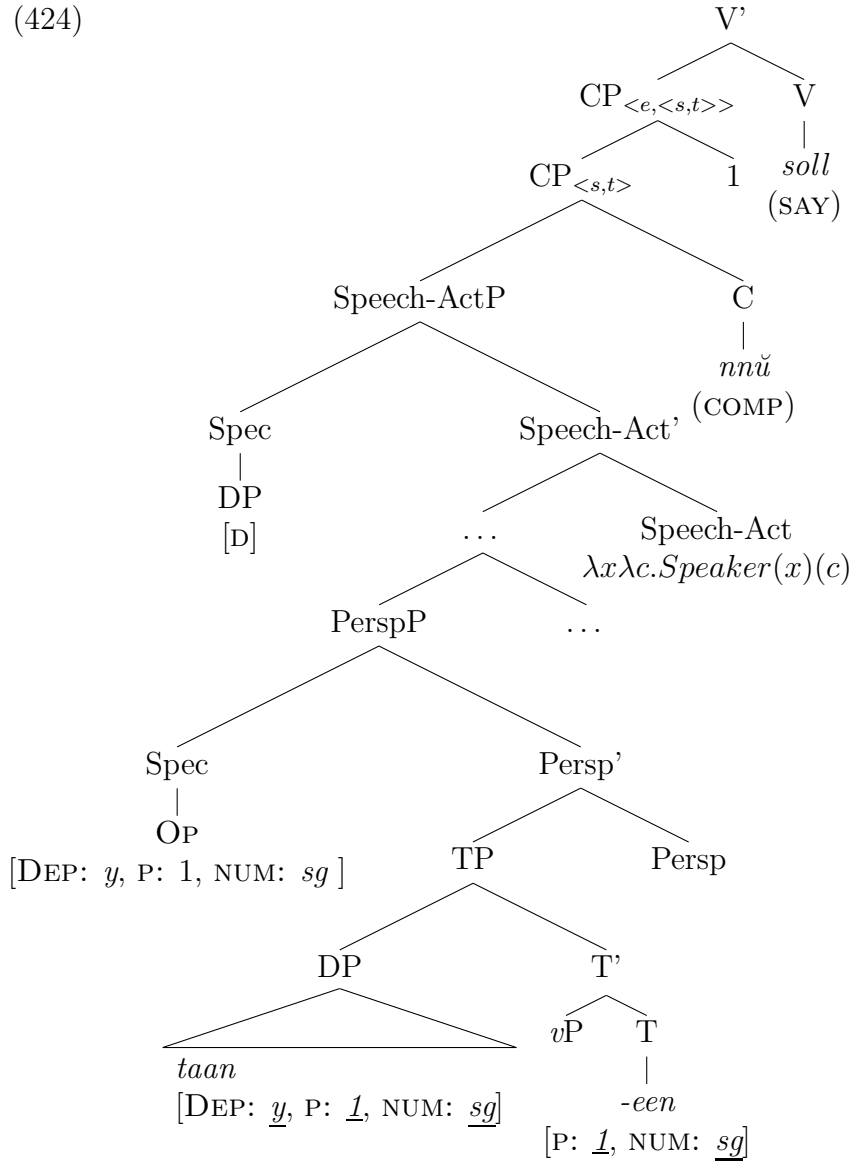 (424)
V'
CP<e,<s,t>> V
CP<s,t> 1 soll
(SAY)
Speech-ActP C
nnŭ
(COMP)
Spec Speech-Act'
DP
[D]
... Speech-Act
λxλc.Speaker(x)(c)
PerspP ...
Spec Persp'
OP
[DEP: y, P: 1, NUM: sg ]
TP Persp
DP T'
vP T
taan
[DEP: y, P: 1, NUM: sg]
-een
[P: 1, NUM: sg]